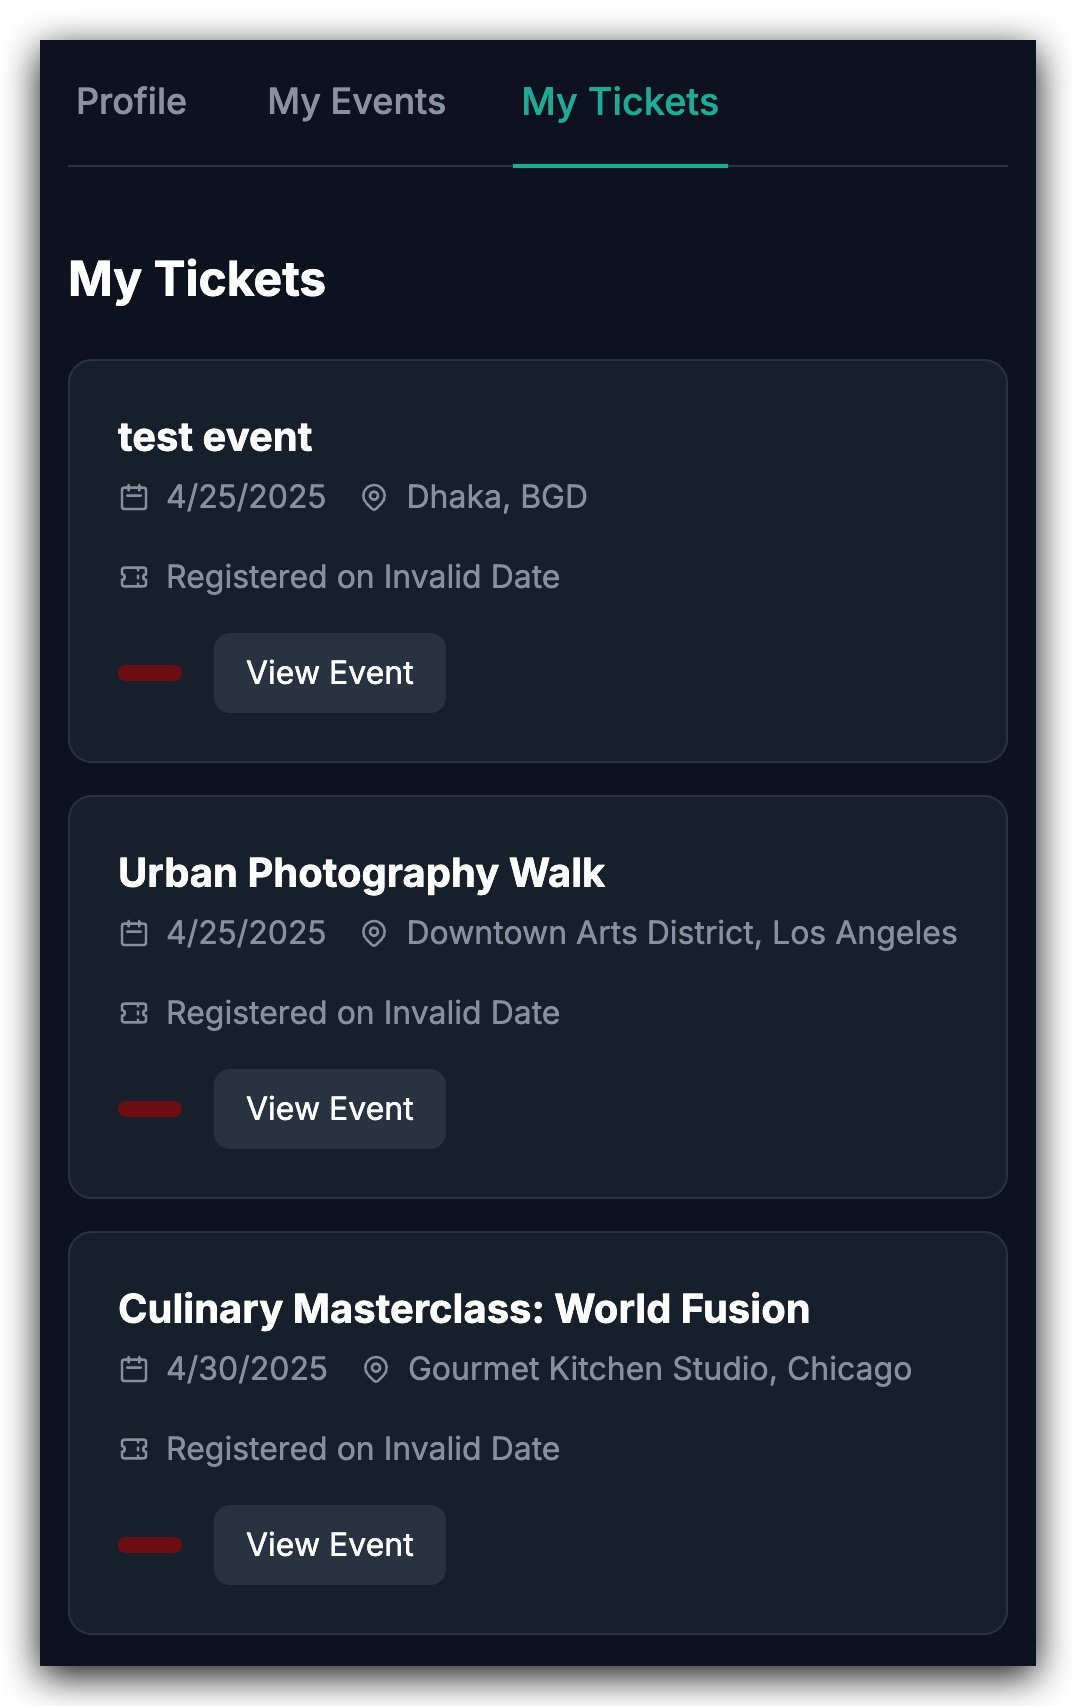 Profile My Events My Tickets
My Tickets
test event
4/25/2025 Dhaka, BGD
Registered on Invalid Date
View Event
Urban Photography Walk
4/25/2025 Downtown Arts District, Los Angeles
Registered on Invalid Date
View Event
Culinary Masterclass: World Fusion
4/30/2025 Gourmet Kitchen Studio, Chicago
Registered on Invalid Date
View Event